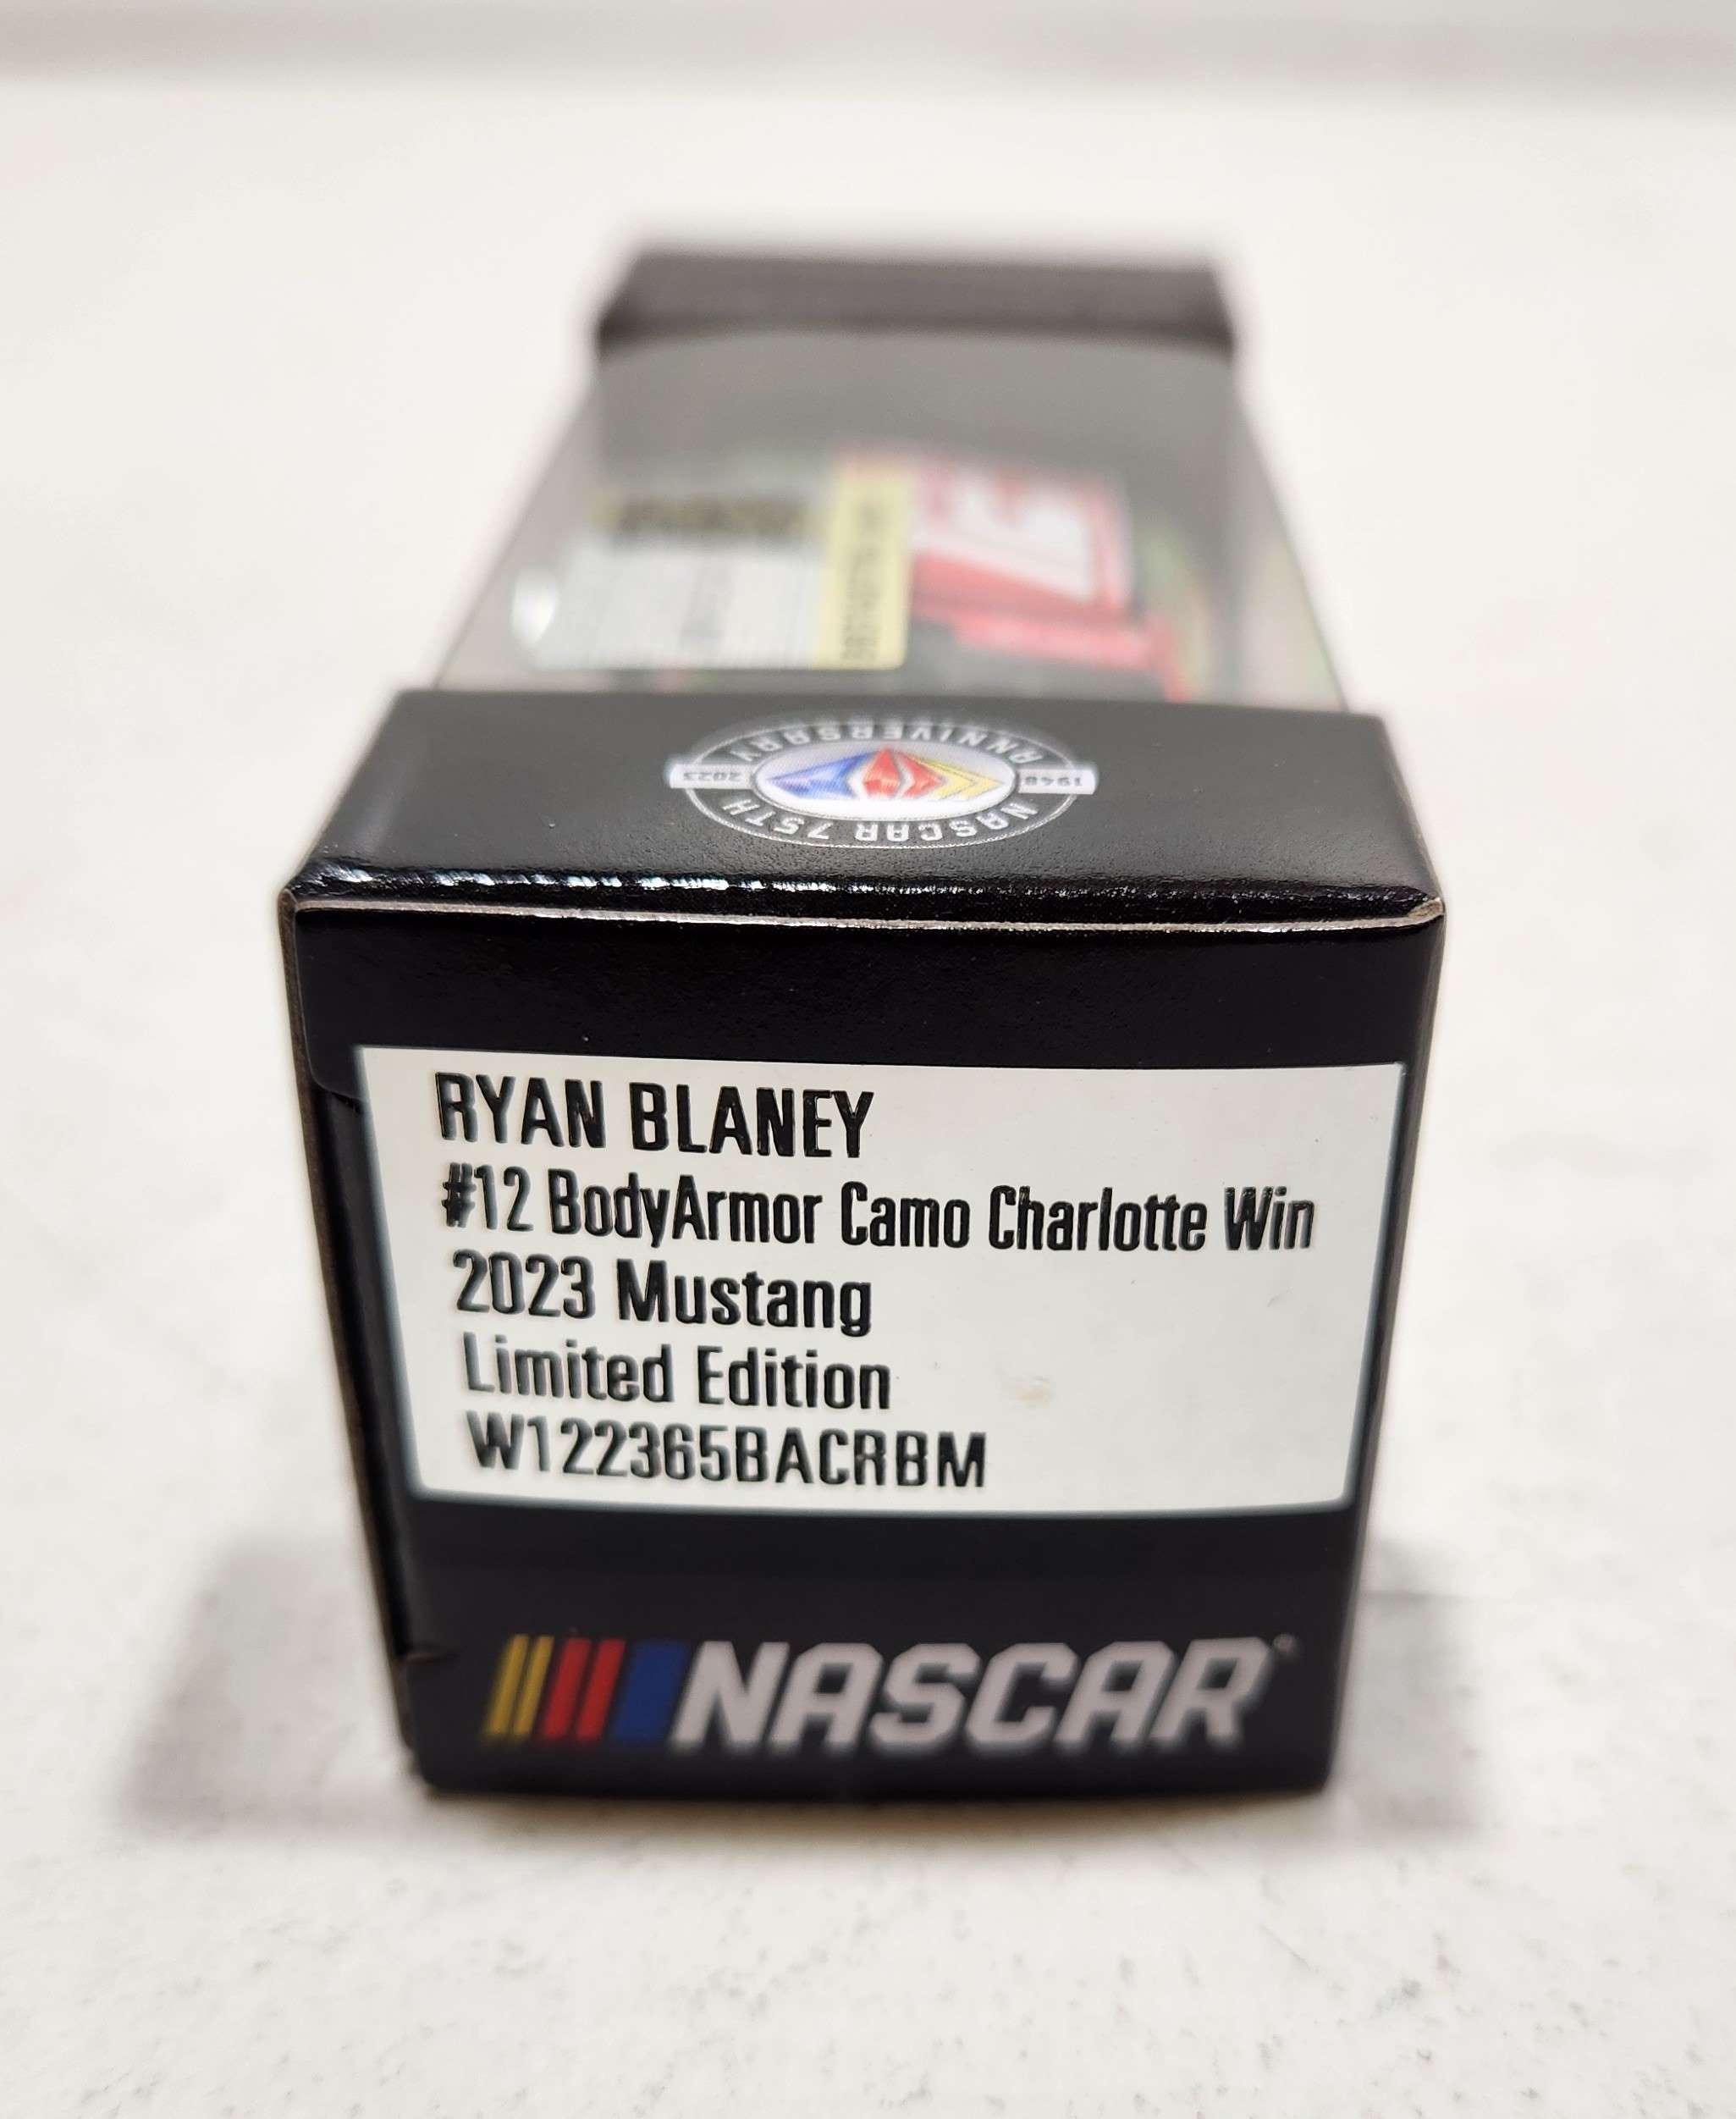 NASCAR 75TH ANNIVERSARY
1948 2023
RYAN BLANEY
#12 BodyArmor Camo Charlotte Win
2023 Mustang
Limited Edition
W122365BACRBM
NASCAR